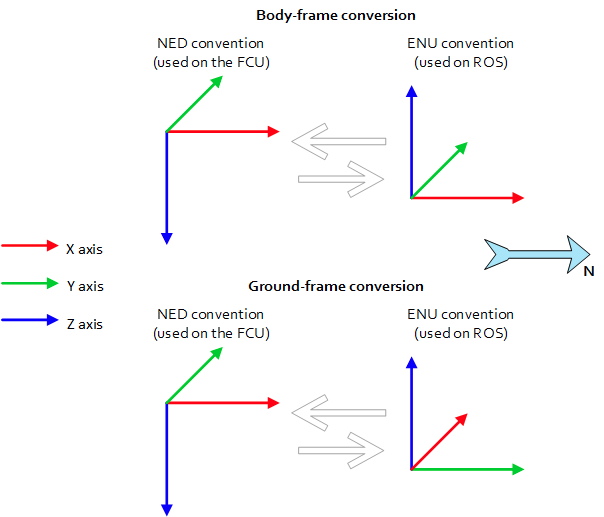 Body-frame conversion
NED convention
(used on the FCU)
ENU convention
(used on ROS)
X axis
Y axis
Z axis
N
Ground-frame conversion
NED convention
(used on the FCU)
ENU convention
(used on ROS)